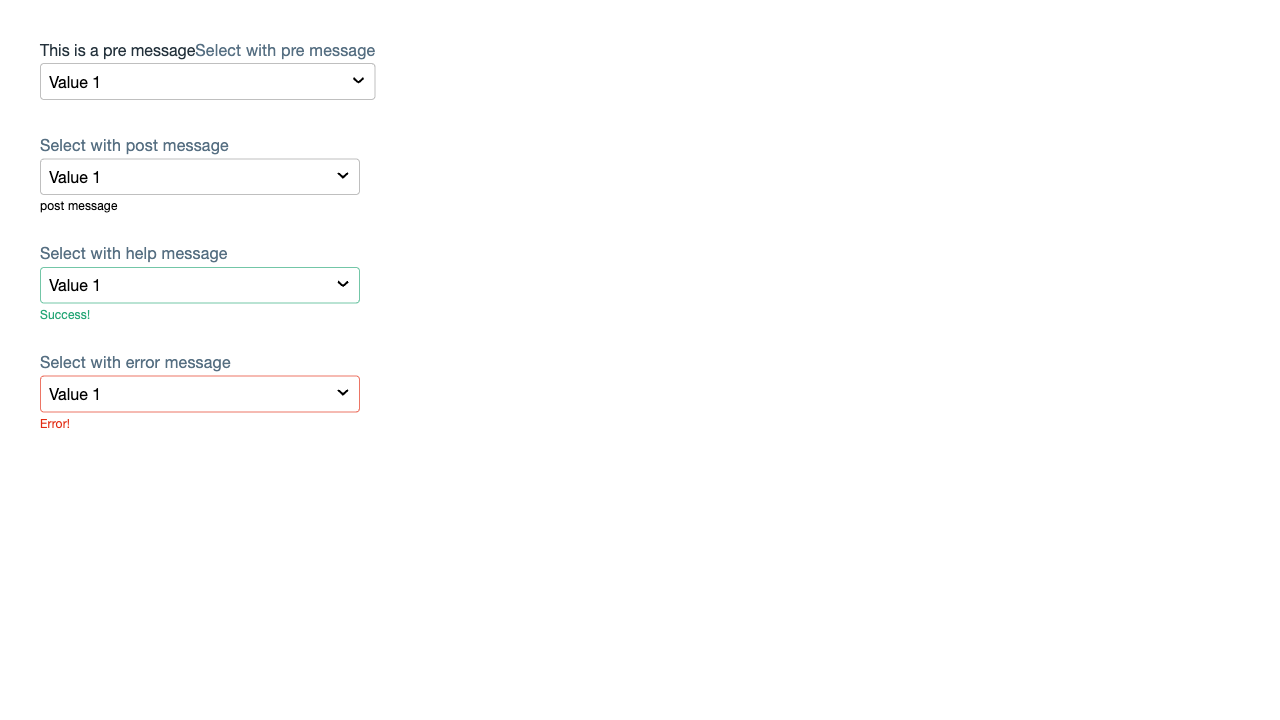 This is a pre messageSelect with pre message
Value 1
Select with post message
Value 1
post message
Select with help message
Value 1
Success!
Select with error message
Value 1
Error!